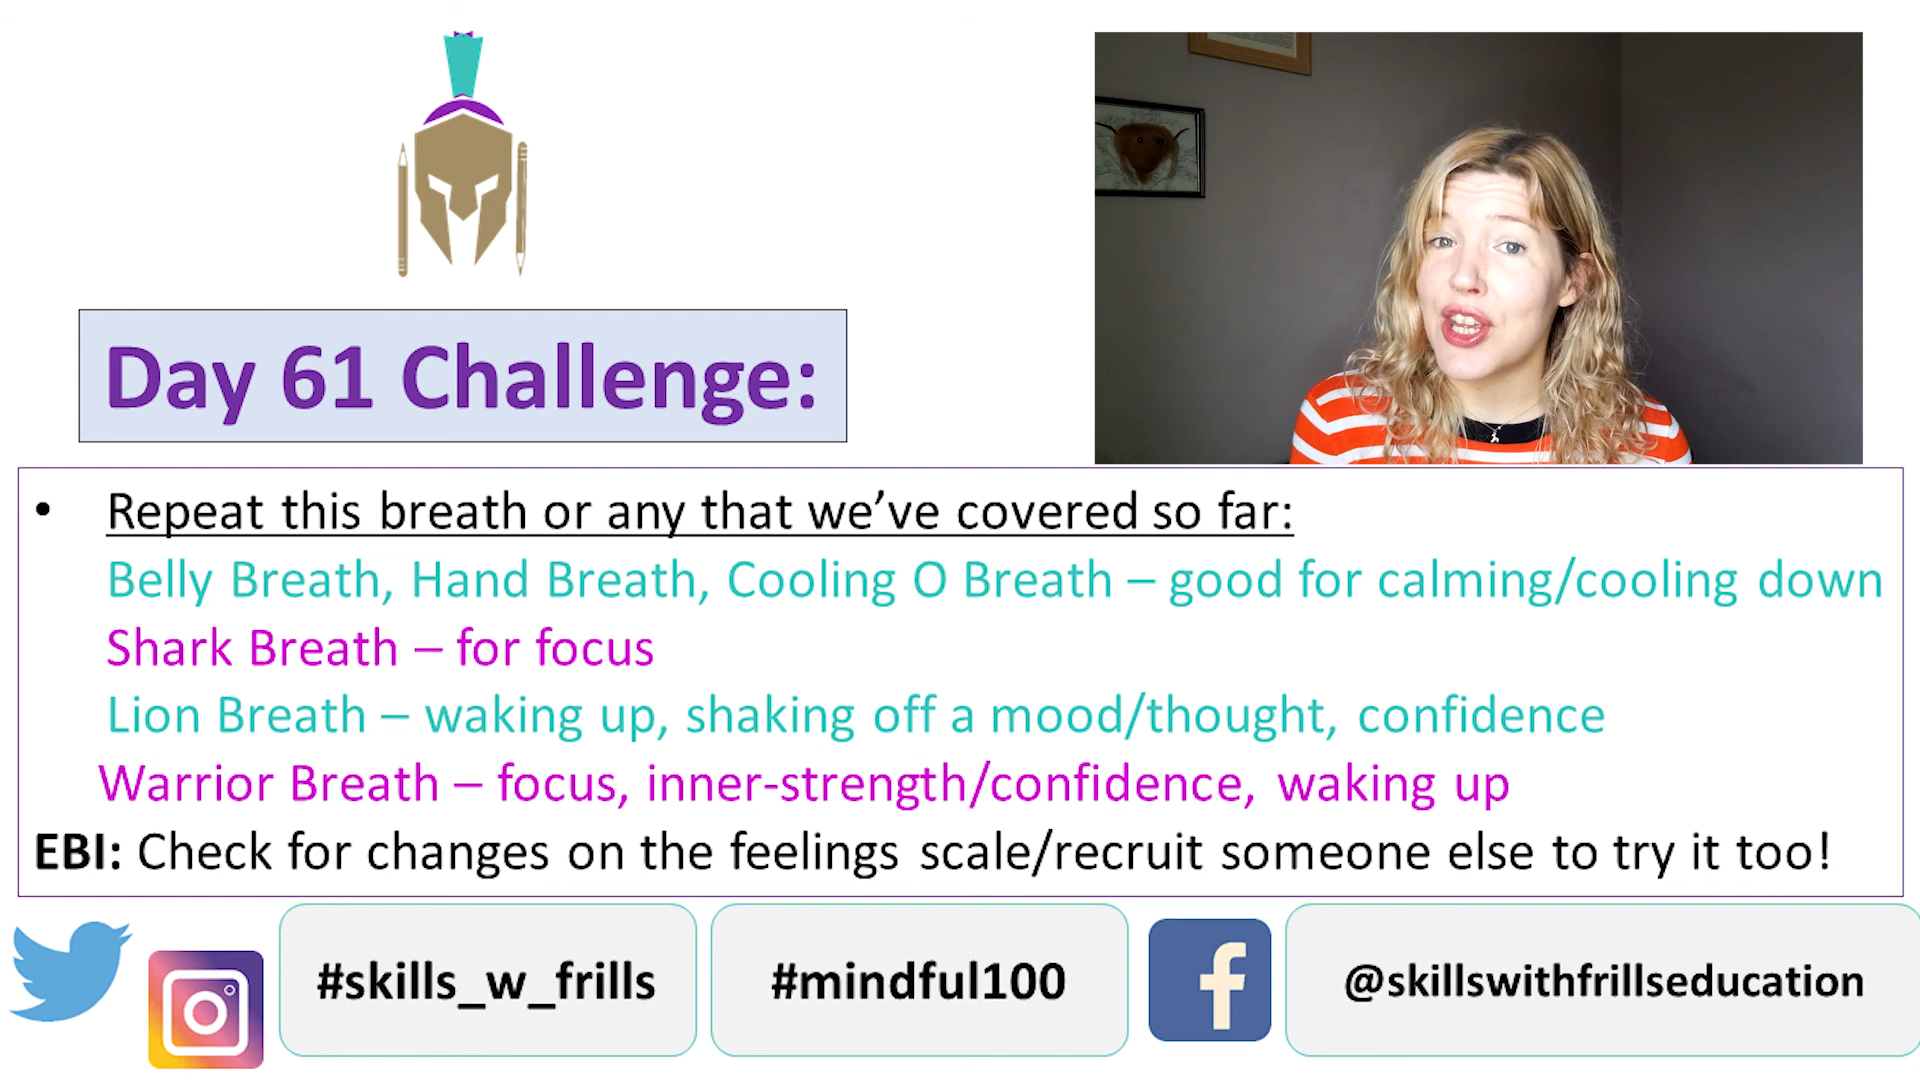 Day 61 Challenge:
• Repeat this breath or any that we’ve covered so far:
Belly Breath, Hand Breath, Cooling O Breath – good for calming/cooling down
Shark Breath – for focus
Lion Breath – waking up, shaking off a mood/thought, confidence
Warrior Breath – focus, inner-strength/confidence, waking up
EBI: Check for changes on the feelings scale/recruit someone else to try it too!
#skills_w_frills
#mindful100
@skillswithfrillseducation